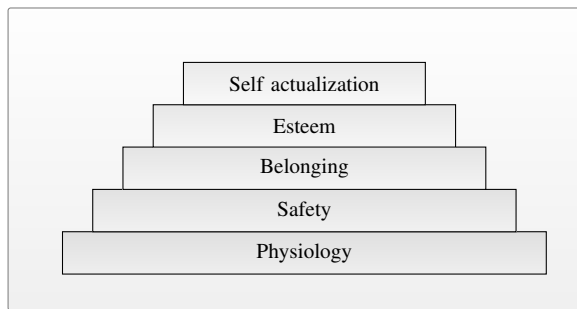 Self actualization
Esteem
Belonging
Safety
Physiology